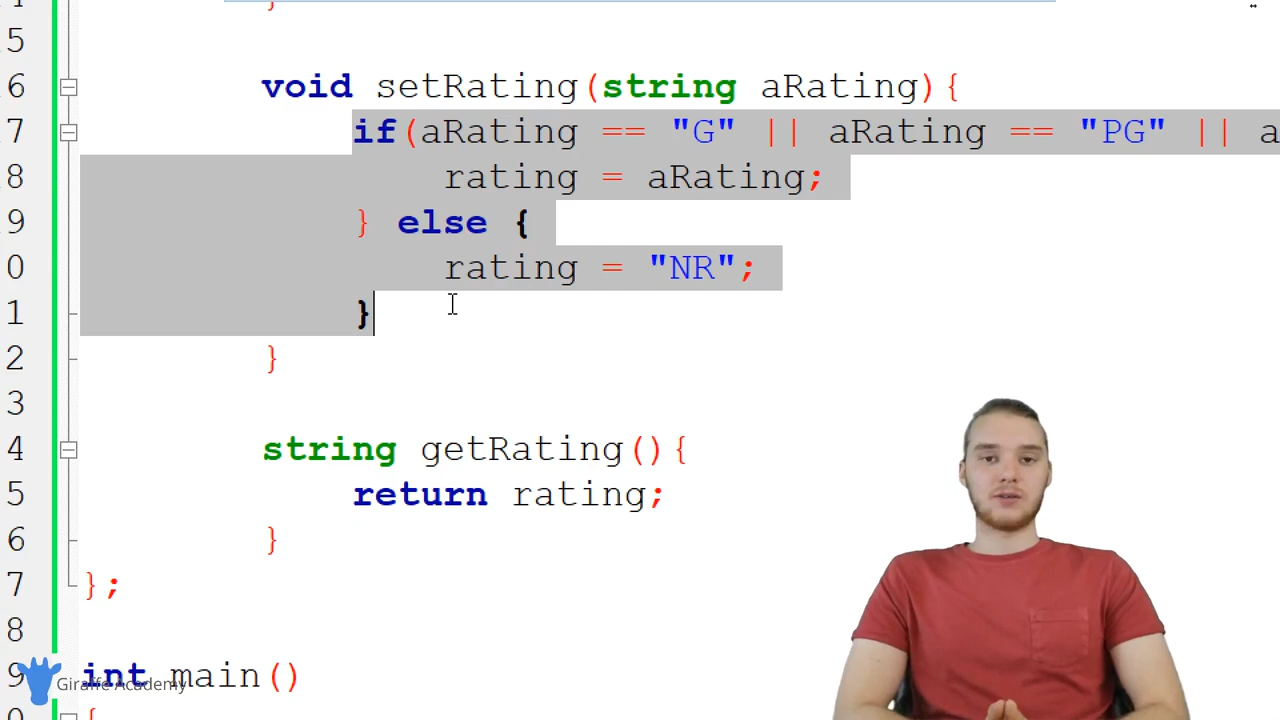 }
5
6 void setRating(string aRating){
7 if(aRating == "G" || aRating == "PG" || a
8 rating = aRating;
9 } else {
0 rating = "NR";
1 }
2 }
3
4 string getRating(){
5 return rating;
6 }
7 };
8
9 int main()
{
Giraffe Academy